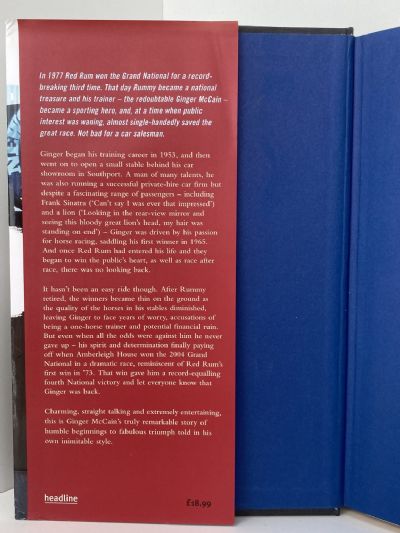 In 1977 Red Rum won the Grand National for a record-
breaking third time. That day Rummy became a national
treasure and his trainer – the redoubtable Ginger McCain –
became a sporting hero, and, at a time when public
interest was waning, almost single-handedly saved the
great race. Not bad for a car salesman.
Ginger began his training career in 1953, and then
went on to open a small stable behind his car
showroom in Southport. A man of many talents, he
was also running a successful private-hire car firm but
despite a fascinating range of passengers – including
Frank Sinatra ('Can't say I was ever that impressed')
and a lion ('Looking in the rear-view mirror and
seeing this bloody great lion's head, my hair was
standing on end') – Ginger was driven by his passion
for horse racing, saddling his first winner in 1965.
And once Red Rum had entered his life and they
began to win the public's heart, as well as race after
race, there was no looking back.
It hasn't been an easy ride though. After Rummy
retired, the winners became thin on the ground as
the quality of the horses in his stables diminished,
leaving Ginger to face years of worry, accusations of
being a one-horse trainer and potential financial ruin.
But even when all the odds were against him he never
gave up – his spirit and determination finally paying
off when Amberleigh House won the 2004 Grand
National in a dramatic race, reminiscent of Red Rum's
first win in '73. That win gave him a record-equalling
fourth National victory and let everyone know that
Ginger was back.
Charming, straight talking and extremely entertaining,
this is Ginger McCain's truly remarkable story of
humble beginnings to fabulous triumph told in his
own inimitable style.
headline
£18.99